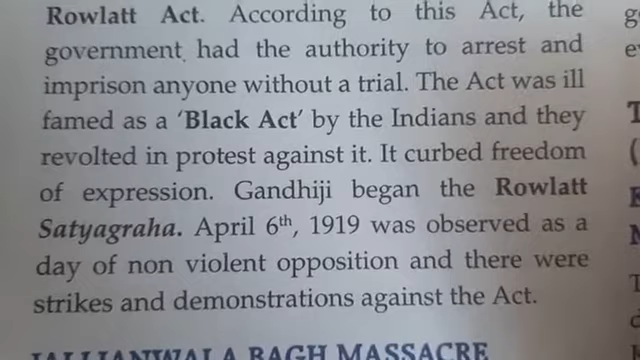 Rowlatt Act. According to this Act, the
government had the authority to arrest and
imprison anyone without a trial. The Act was ill
famed as a 'Black Act' by the Indians and they
revolted in protest against it. It curbed freedom
of expression. Gandhiji began the Rowlatt
Satyagraha. April 6th, 1919 was observed as a
day of non violent opposition and there were
strikes and demonstrations against the Act.
JALLIANWALA BAGH MASSACRE